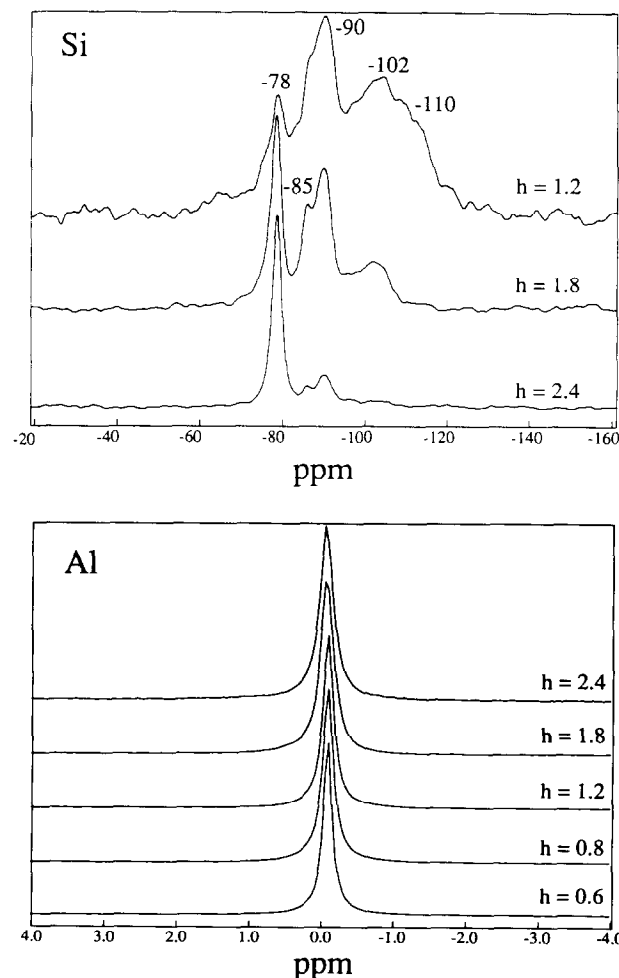 Si
-90
-78
-102
-110
-85
h = 1.2
h = 1.8
h = 2.4
-20 -40 -60 -80 -100 -120 -140 -160
ppm
Al
h = 2.4
h = 1.8
h = 1.2
h = 0.8
h = 0.6
4.0 3.0 2.0 1.0 0.0 -1.0 -2.0 -3.0 -4.0
ppm